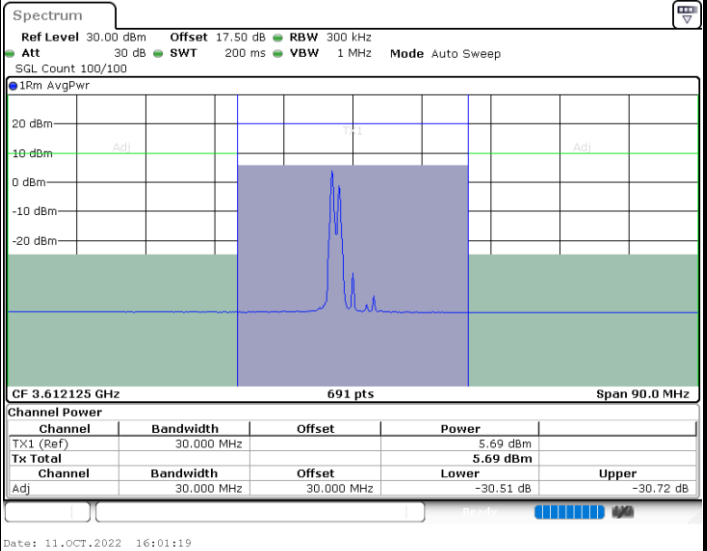 Spectrum
Ref Level 30.00 dBm Offset 17.50 dB RBW 300 kHz
Att 30 dB SWT 200 ms VBW 1 MHz Mode Auto Sweep
SGL Count 100/100
1Rm AvgPwr
TX1
20 dBm
Adj Adj
10 dBm
0 dBm
-10 dBm
-20 dBm
CF 3.612125 GHz 691 pts Span 90.0 MHz
Channel Power
Channel Bandwidth Offset Power
TX1 (Ref) 30.000 MHz 5.69 dBm
Tx Total 5.69 dBm
Channel Bandwidth Offset Lower Upper
Adj 30.000 MHz 30.000 MHz -30.51 dB -30.72 dB
Ready
Date: 11.OCT.2022 16:01:19